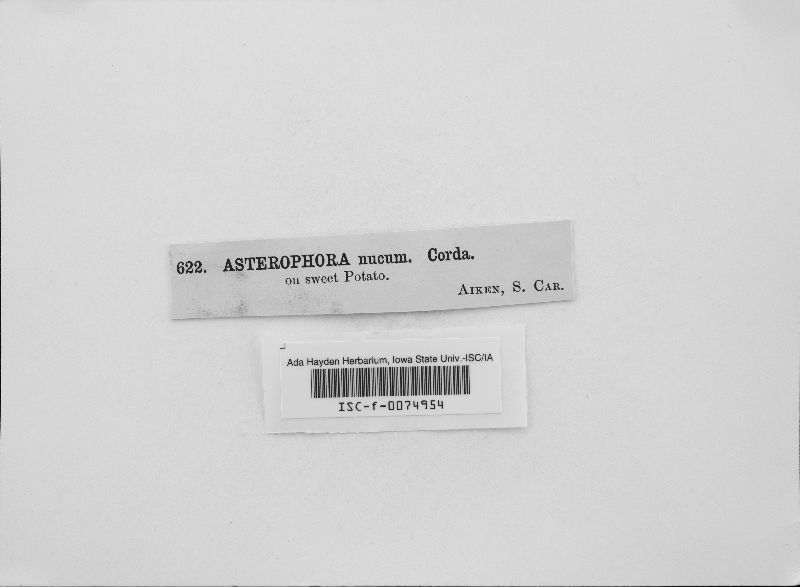 622. ASTEROPHORA nucum. Corda.
on sweet Potato.
AIKEN, S. CAR.
Ada Hayden Herbarium, Iowa State Univ.-ISC/IA
ISC-f-0074954